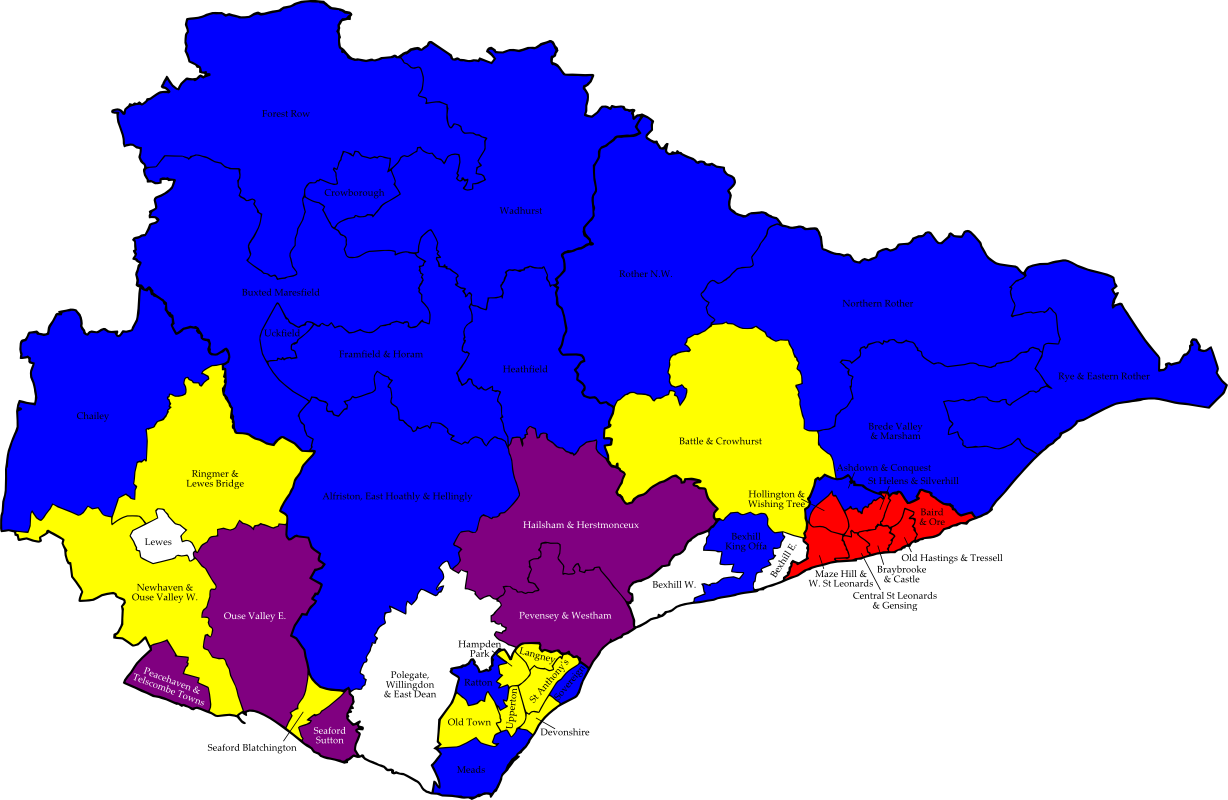 Forest Row
Crowborough
Wadhurst
Rother N.W
Buxted Maresfield
Northern Rother
Uckfield
Framfield & Horam
Heathfield
Rye & Eastern Rother
Chailey
Brede Valley
& Marsham
Battle & Crowhurst
Ringmer &
Lewes Bridge
Ashdown & Conquest
St Helens & Silverhill
Alfriston, East Hoathly & Hellingly
Hollington &
Wishing Tree
Baird
& Ore
Hailsham & Herstmonceux
Lewes
Bexhill
King Offa
Bexhill E.
Old Hastings & Tressell
Braybrooke
& Castle
Maze Hill &
W. St Leonards
Central St Leonards
& Gensing
Bexhill W.
Newhaven &
Ouse Valley W.
Ouse Valley E.
Pevensey & Westham
Hampden
Park
Langney
St Anthony's
Peacehaven &
Telscombe Towns
Polegate,
Willingdon
& East Dean
Ratton
Upperton
Old Town
Devonshire
Seaford
Sutton
Seaford Blatchington
Meads